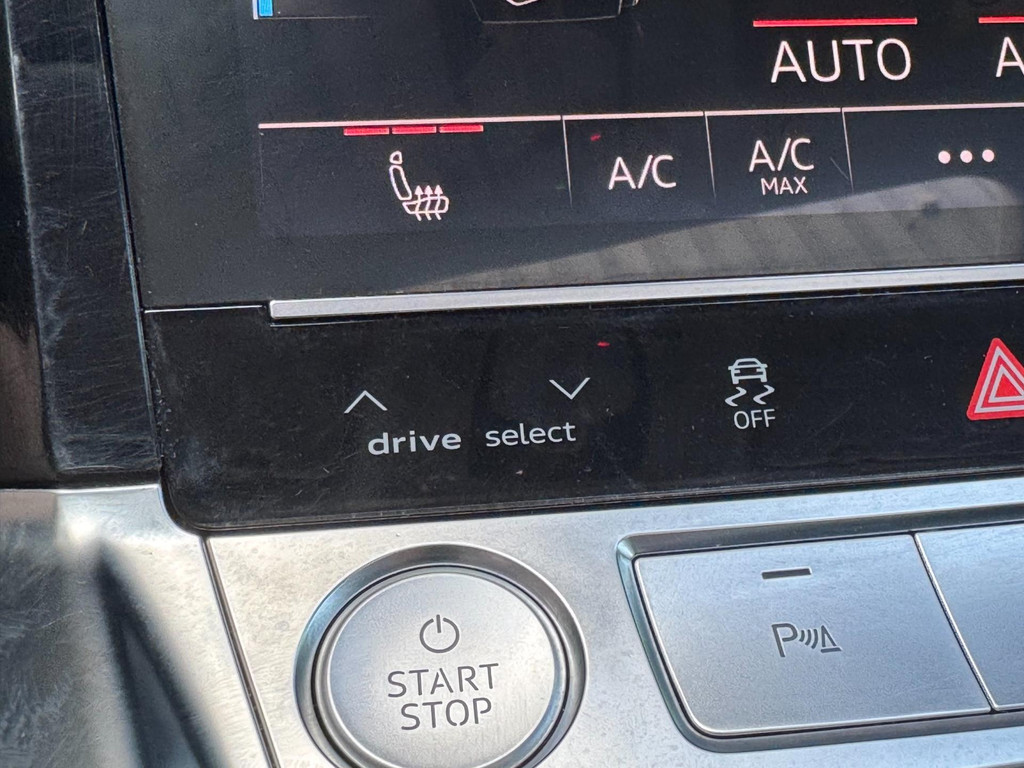 AUTO
A/C
A/C
MAX
drive select
OFF
START
STOP
P